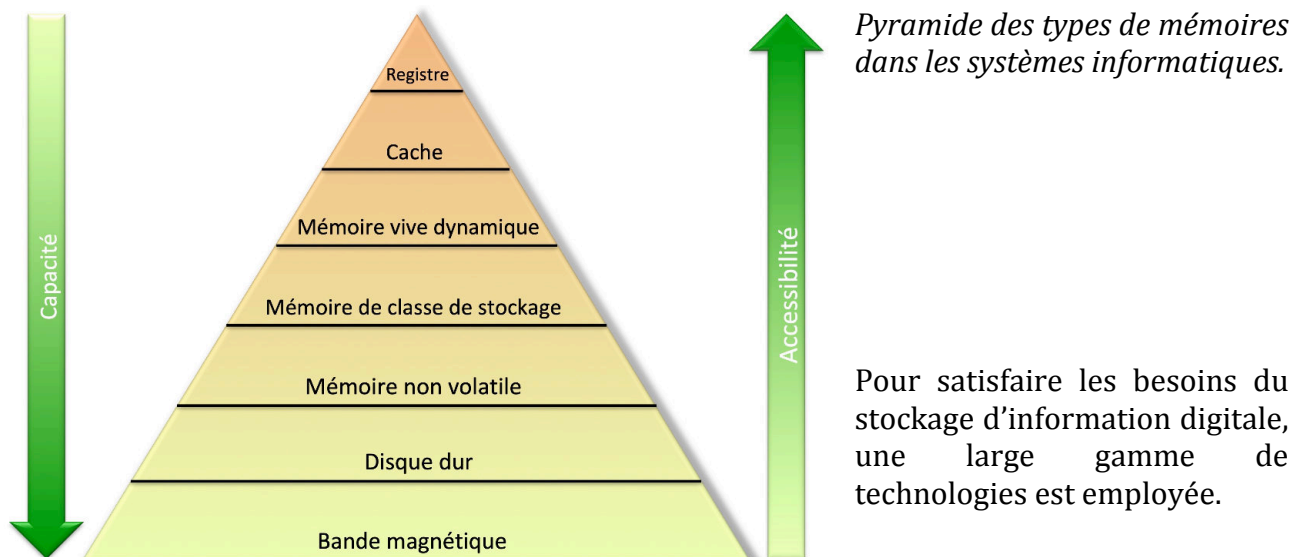 Capacité
Registre
Cache
Mémoire vive dynamique
Mémoire de classe de stockage
Mémoire non volatile
Disque dur
Bande magnétique
Accessibilité
Pyramide des types de mémoires
dans les systèmes informatiques.
Pour satisfaire les besoins du
stockage d’information digitale,
une large gamme de
technologies est employée.